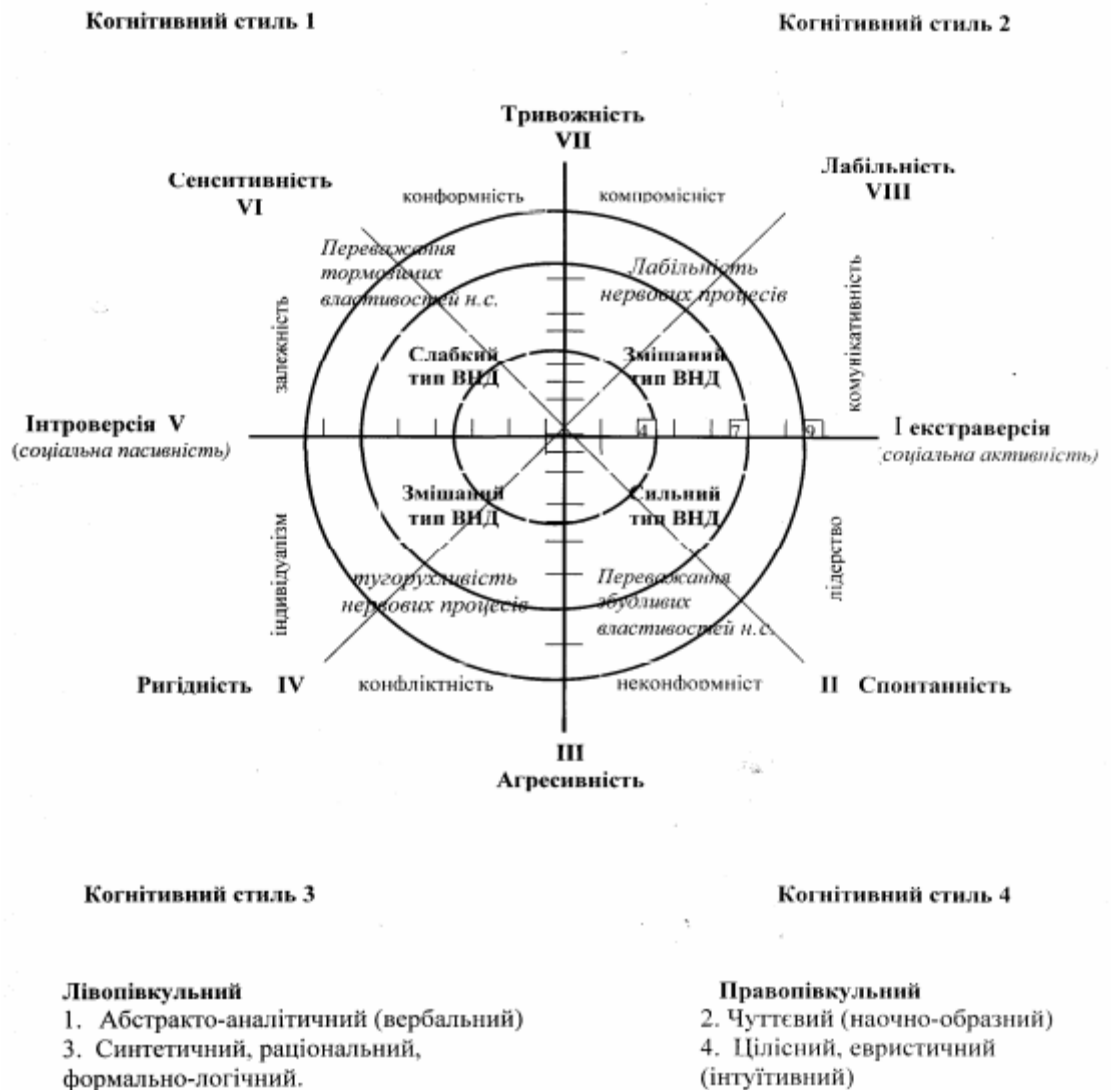 Когнітивний стиль 1
Когнітивний стиль 2
Тривожність
VII
Лабільність
VIII
Сенситивність
VI
конформність
компромісніст
Переважання
тормозимих
властивостей н.с.
Лабільність
нервових процесів
залежність
комунікативність
Слабкий
тип ВНД
Змішаний
тип ВНД
Інтроверсія V
(соціальна пасивність)
4
7
9
I екстраверсія
соціальна активність)
Змішаний
тип ВНД
Сильний
тип ВНД
індивідуалізм
лідерство
тугорухливість
нервових процесів
Переважання
збудливих
властивостей н.с.
Ригідність IV
конфліктність
неконформніст
II Спонтанність
III
Агресивність
Когнітивний стиль 3
Когнітивний стиль 4
Лівопівкульний
1. Абстракто-аналітичний (вербальний)
3. Синтетичний, раціональний,
формально-логічний.
Правопівкульний
2. Чуттєвий (наочно-образний)
4. Цілісний, евристичний
(інтуїтивний)